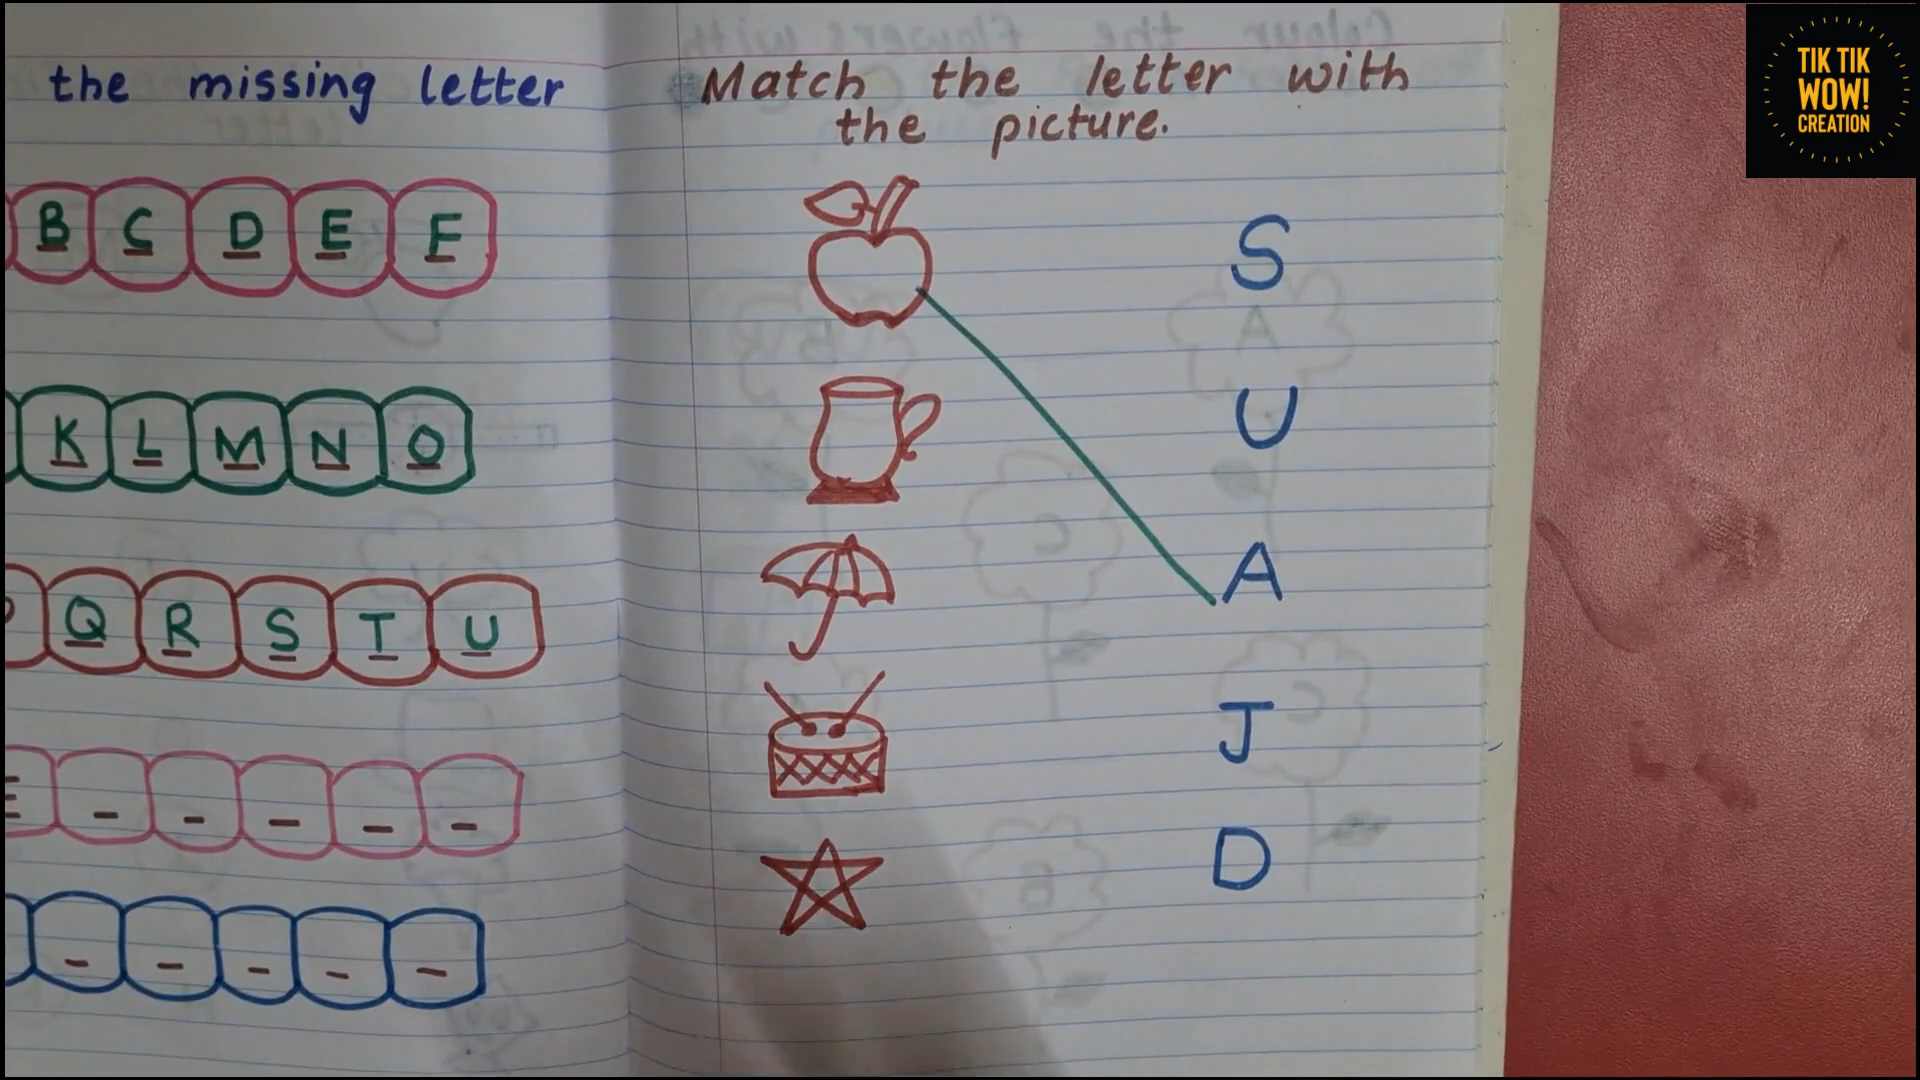 the missing letter
B C D E F
K L M N O
Q R S T U
E _ _ _ _ _
_ _ _ _ _
Match the letter with
the picture.
S
U
A
J
D
TIK TIK
WOW!
CREATION